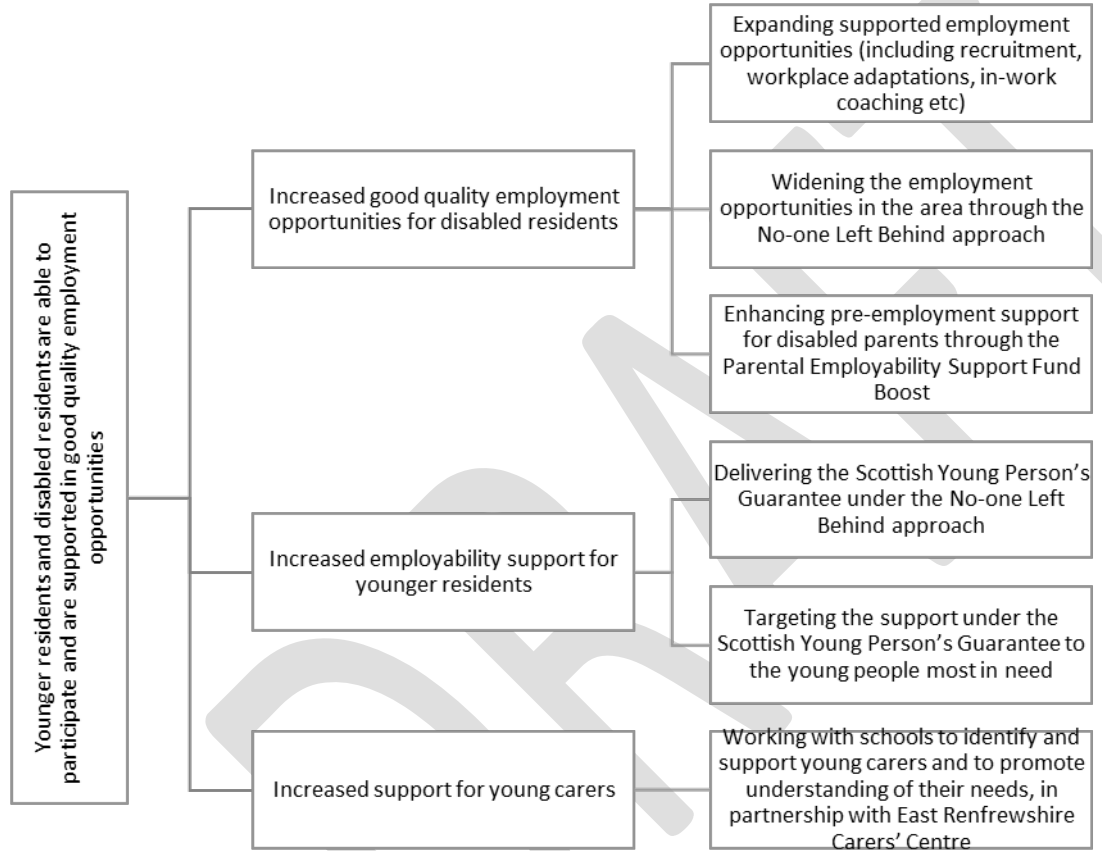 Younger residents and disabled residents are able to
participate and are supported in good quality employment
opportunities
Increased good quality employment
opportunities for disabled residents
Expanding supported employment
opportunities (including recruitment,
workplace adaptations, in-work
coaching etc)
Widening the employment
opportunities in the area through the
No-one Left Behind approach
Enhancing pre-employment support
for disabled parents through the
Parental Employability Support Fund
Boost
Increased employability support for
younger residents
Delivering the Scottish Young Person's
Guarantee under the No-one Left
Behind approach
Targeting the support under the
Scottish Young Person's Guarantee to
the young people most in need
Increased support for young carers
Working with schools to identify and
support young carers and to promote
understanding of their needs, in
partnership with East Renfrewshire
Carers' Centre
DRAFT